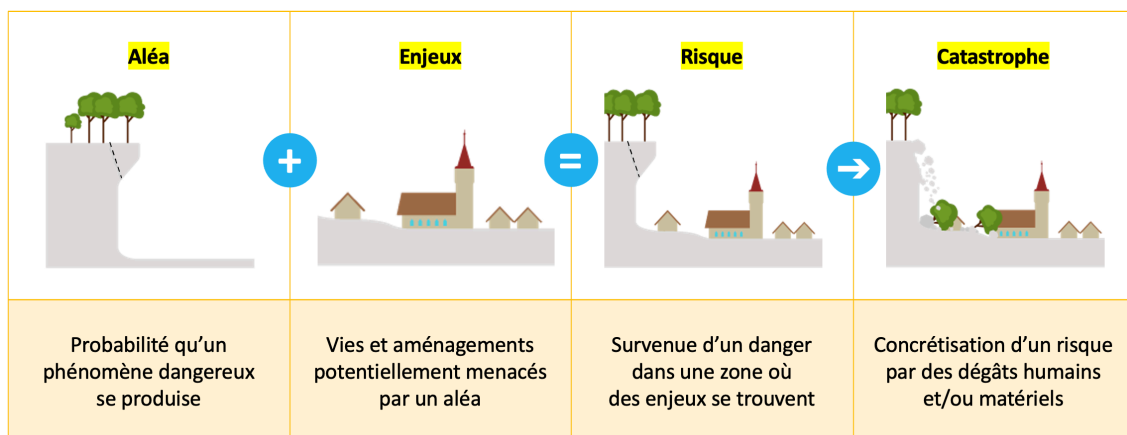 Aléa
Enjeux
Risque
Catastrophe
+
=
Probabilité qu’un
phénomène dangereux
se produise
Vies et aménagements
potentiellement menacés
par un aléa
Survenue d’un danger
dans une zone où
des enjeux se trouvent
Concrétisation d’un risque
par des dégâts humains
et/ou matériels